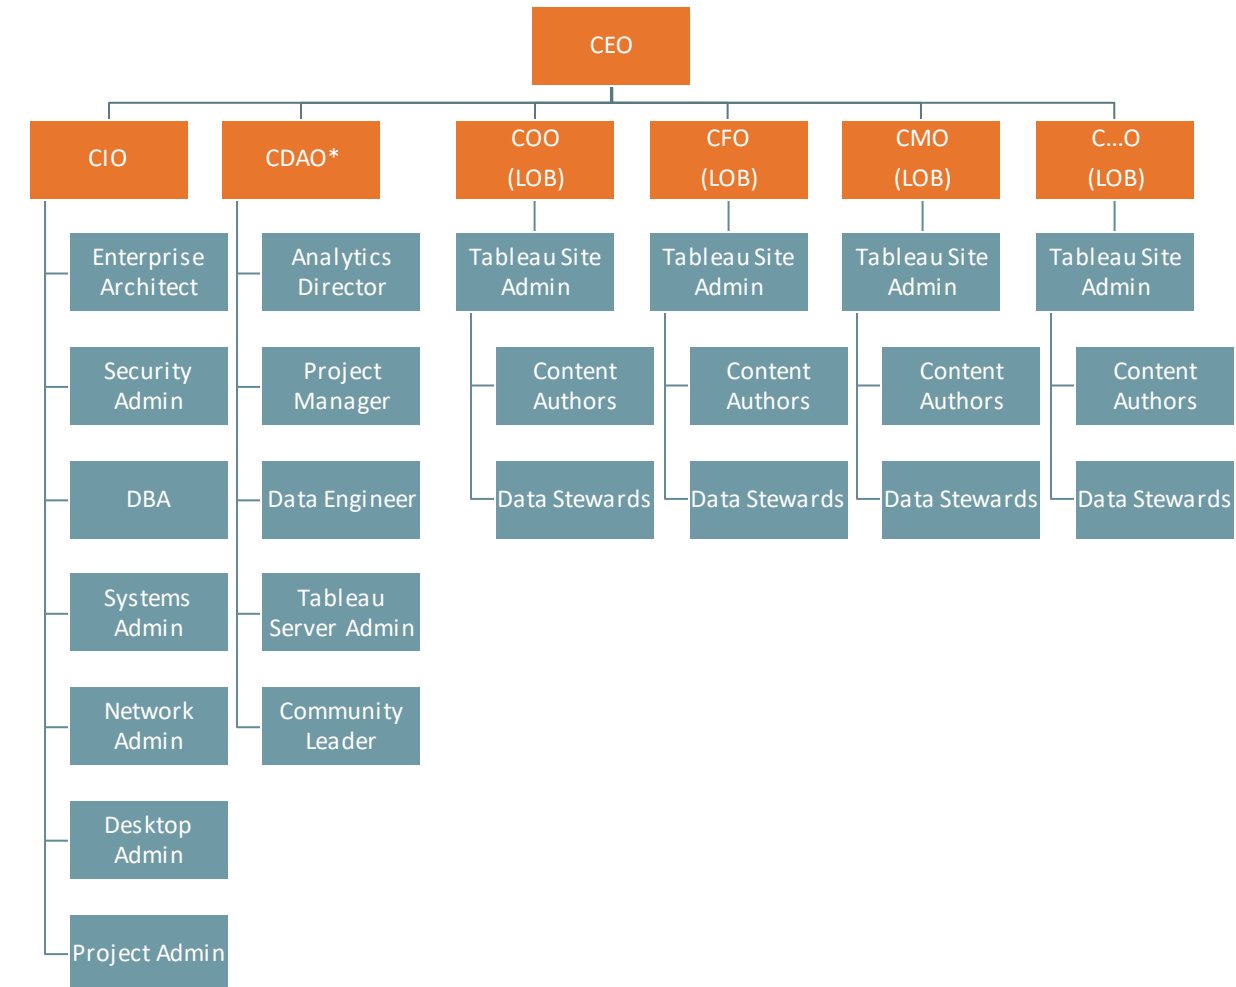 CEO
CIO
CDAO*
COO
(LOB)
CFO
(LOB)
CMO
(LOB)
C...O
(LOB)
Enterprise
Architect
Security
Admin
DBA
Systems
Admin
Network
Admin
Desktop
Admin
Project Admin
Analytics
Director
Project
Manager
Data Engineer
Tableau
Server Admin
Community
Leader
Tableau Site
Admin
Content
Authors
Data Stewards
Tableau Site
Admin
Content
Authors
Data Stewards
Tableau Site
Admin
Content
Authors
Data Stewards
Tableau Site
Admin
Content
Authors
Data Stewards